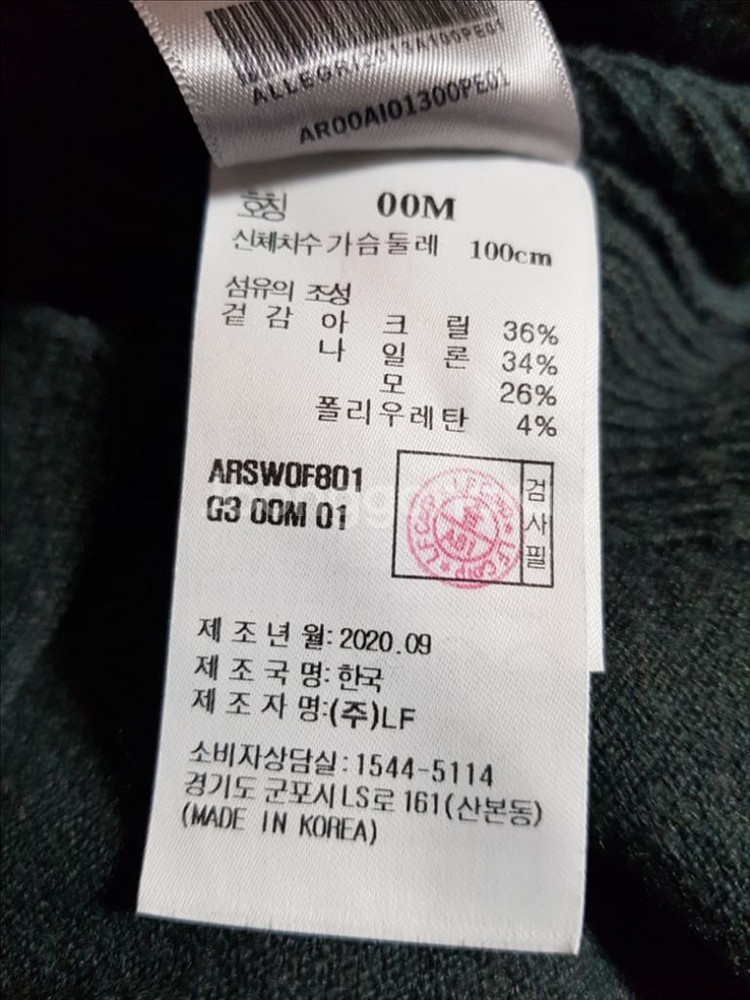 ALLEGRI2013A100PE01
AR00AI01300PE01
호칭 00M
신체치수 가슴둘레 100cm
섬유의 조성
겉감 아크릴 36%
나일론 34%
모 26%
폴리우레탄 4%
ARSW0F801
G3 00M 01
검사필
제조년월: 2020.09
제조국명: 한국
제조자명:(주)LF
소비자상담실: 1544-5114
경기도 군포시 LS로 161(산본동)
(MADE IN KOREA)